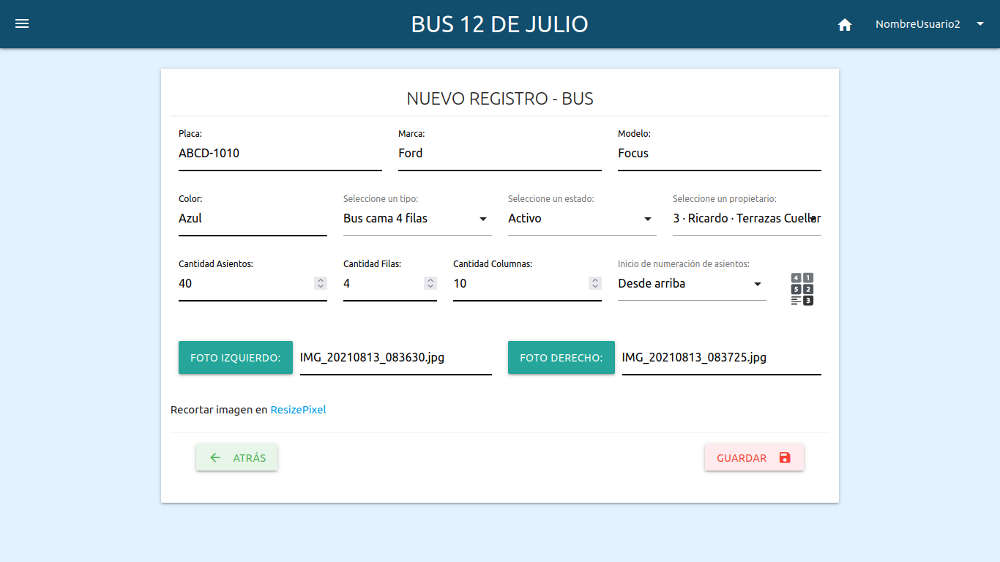 BUS 12 DE JULIO
NombreUsuario2
NUEVO REGISTRO - BUS
Placa: Marca: Modelo:
ABCD-1010 Ford Focus
Color: Seleccione un tipo: Seleccione un estado: Seleccione un propietario:
Azul Bus cama 4 filas Activo 3 · Ricardo · Terrazas Cuellar
Cantidad Asientos: Cantidad Filas: Cantidad Columnas: Inicio de numeración de asientos:
40 4 10 Desde arriba
4 1
5 2
3
FOTO IZQUIERDO: IMG_20210813_083630.jpg FOTO DERECHO: IMG_20210813_083725.jpg
Recortar imagen en ResizePixel
ATRÁS GUARDAR